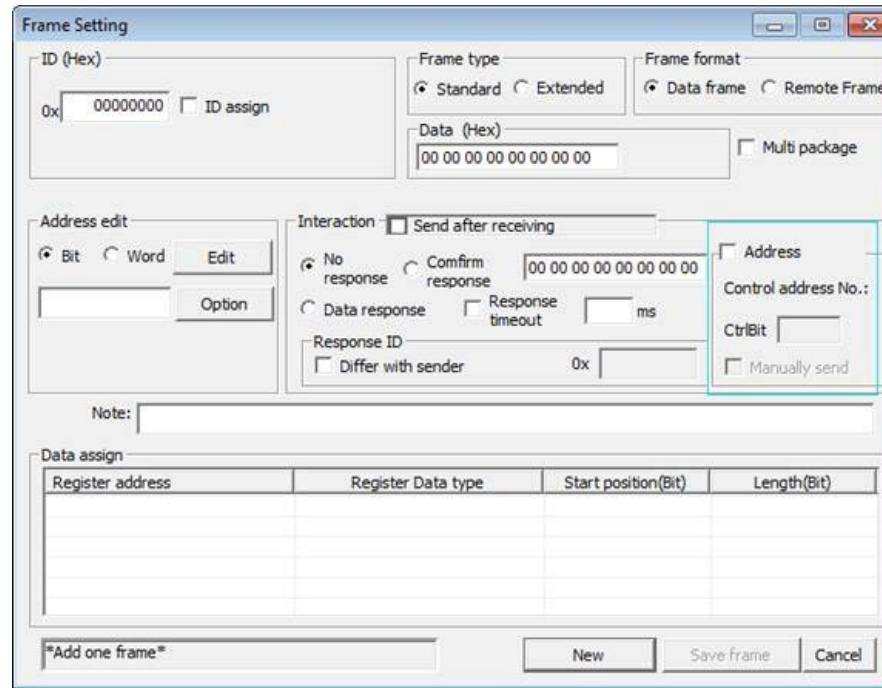 Frame Setting
ID (Hex)
0x 00000000 ID assign
Frame type
Standard Extended
Frame format
Data frame Remote Frame
Data (Hex)
00 00 00 00 00 00 00 00
Multi package
Address edit
Bit Word Edit
Option
Interaction Send after receiving
No response
Comfirm response
00 00 00 00 00 00 00 00
Data response
Response timeout
ms
Response ID
Differ with sender 0x
Address
Control address No.:
CtrlBit
Manually send
Note:
Data assign
Register address Register Data type Start position(Bit) Length(Bit)
*Add one frame*
New Save frame Cancel